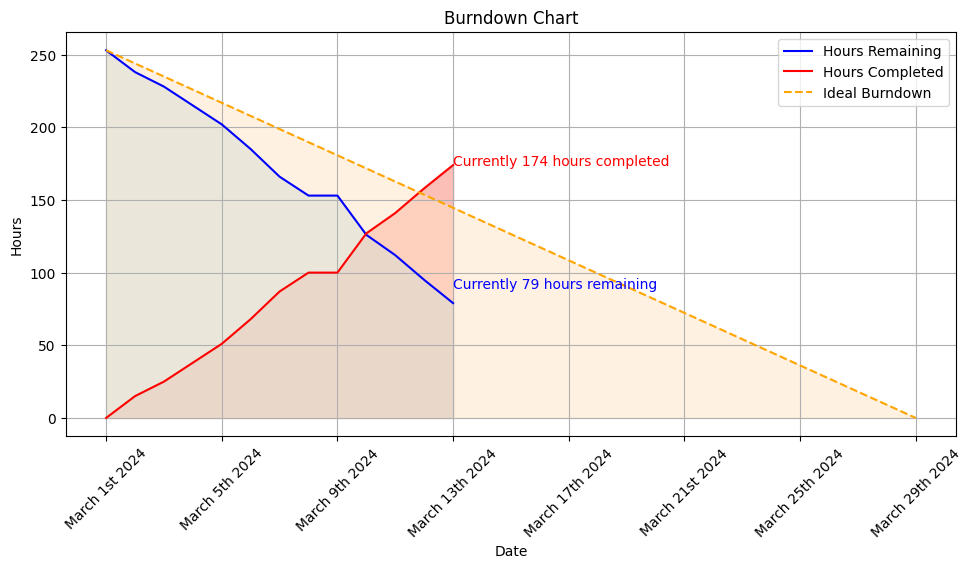 Burndown Chart
Hours Remaining
Hours Completed
Ideal Burndown
250
200
150
100
50
0
Hours
Currently 174 hours completed
Currently 79 hours remaining
March 1st 2024
March 5th 2024
March 9th 2024
March 13th 2024
March 17th 2024
March 21st 2024
March 25th 2024
March 29th 2024
Date